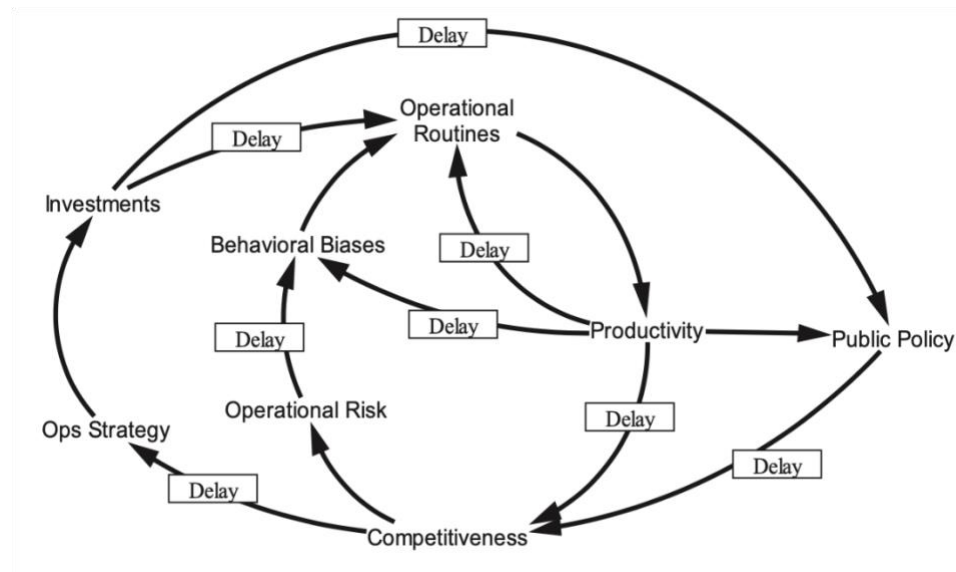 Delay
Operational
Routines
Delay
Investments
Behavioral Biases
Delay
Delay
Productivity
Public Policy
Delay
Operational Risk
Delay
Ops Strategy
Delay
Delay
Competitiveness